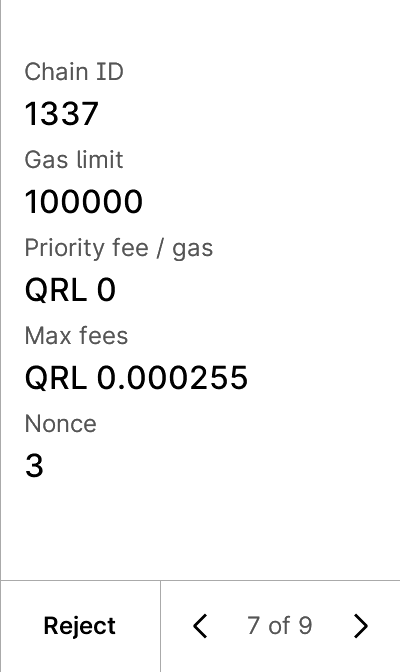 Chain ID
1337
Gas limit
100000
Priority fee / gas
QRL 0
Max fees
QRL 0.000255
Nonce
3
Reject
7 of 9